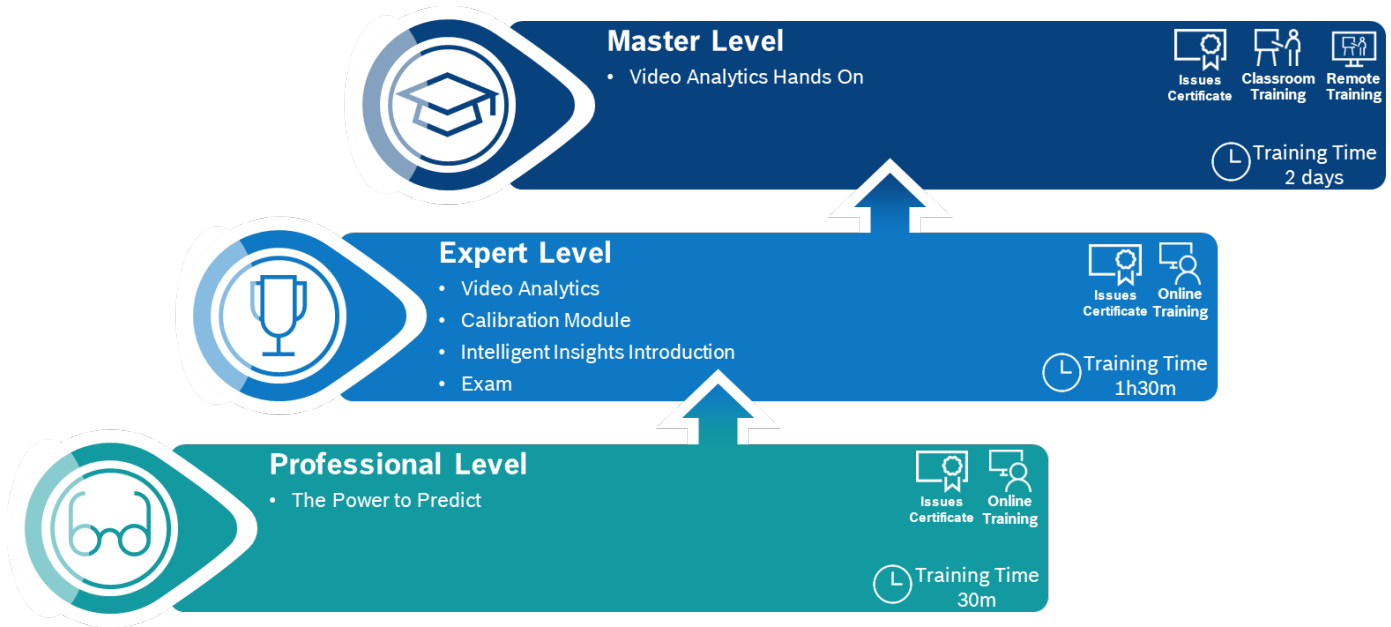 Master Level
• Video Analytics Hands On
Issues
Certificate
Classroom
Training
Remote
Training
Training Time
2 days
Expert Level
• Video Analytics
• Calibration Module
• Intelligent Insights Introduction
• Exam
Issues
Certificate
Online
Training
Training Time
1h30m
Professional Level
• The Power to Predict
Issues
Certificate
Online
Training
Training Time
30m